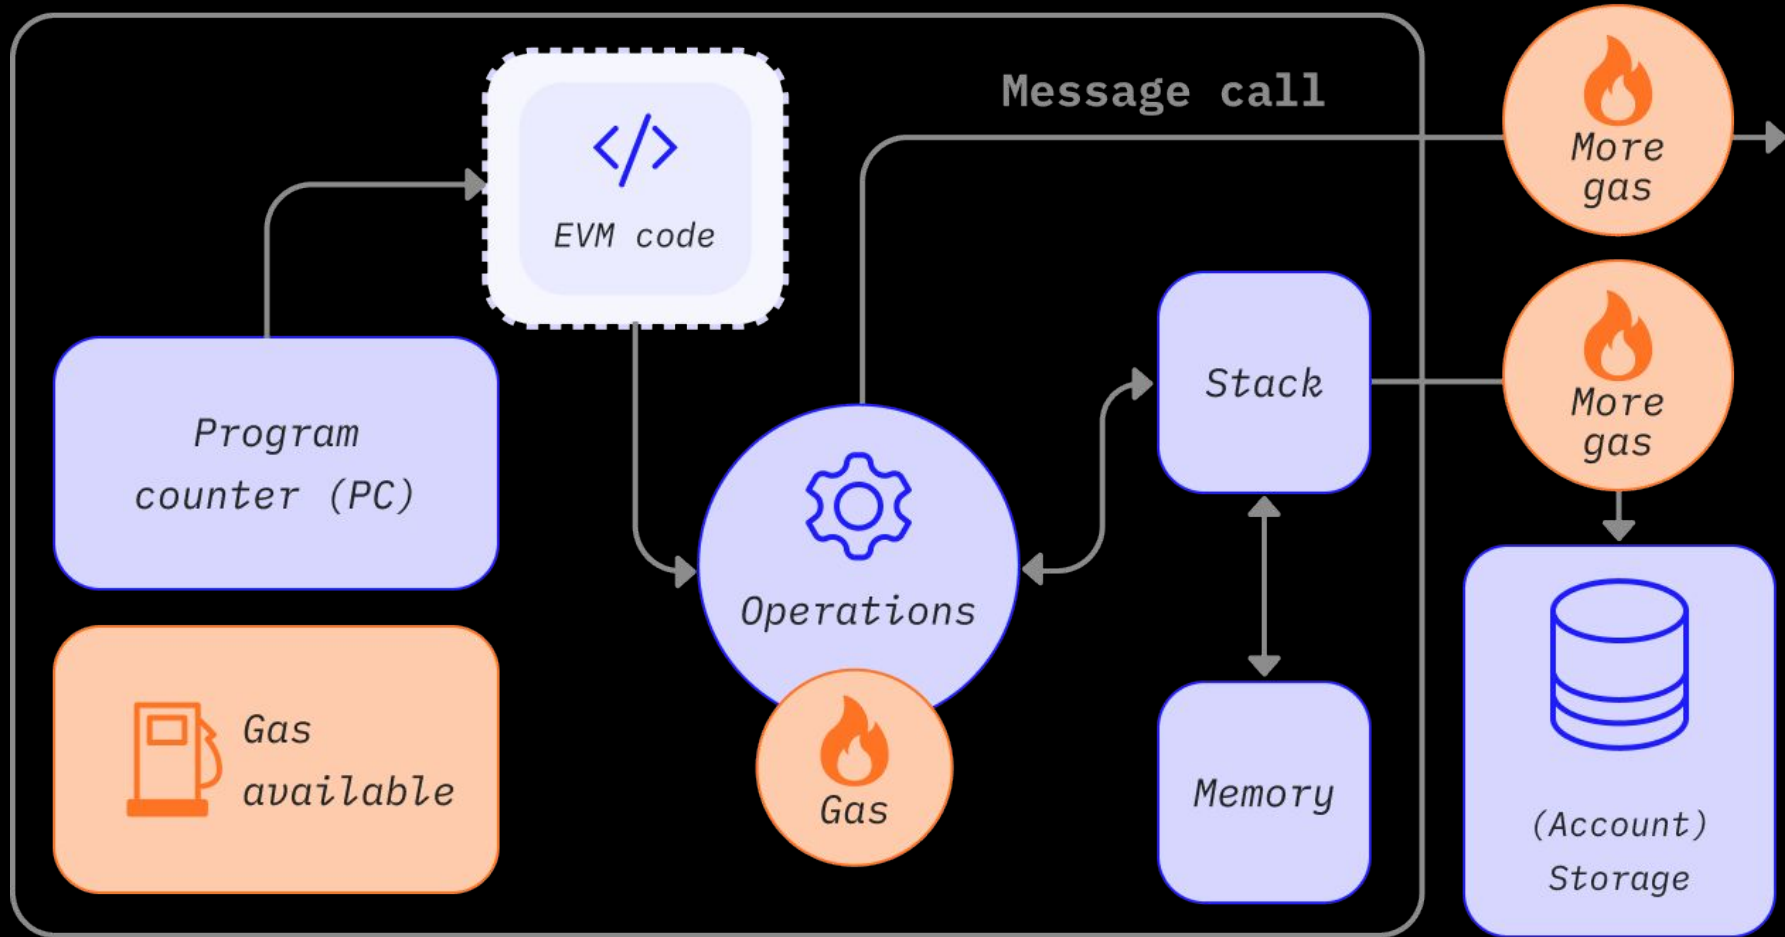 Message call
More
gas
EVM code
More
gas
Stack
Program
counter (PC)
Operations
Gas
available
Gas
Memory
(Account)
Storage